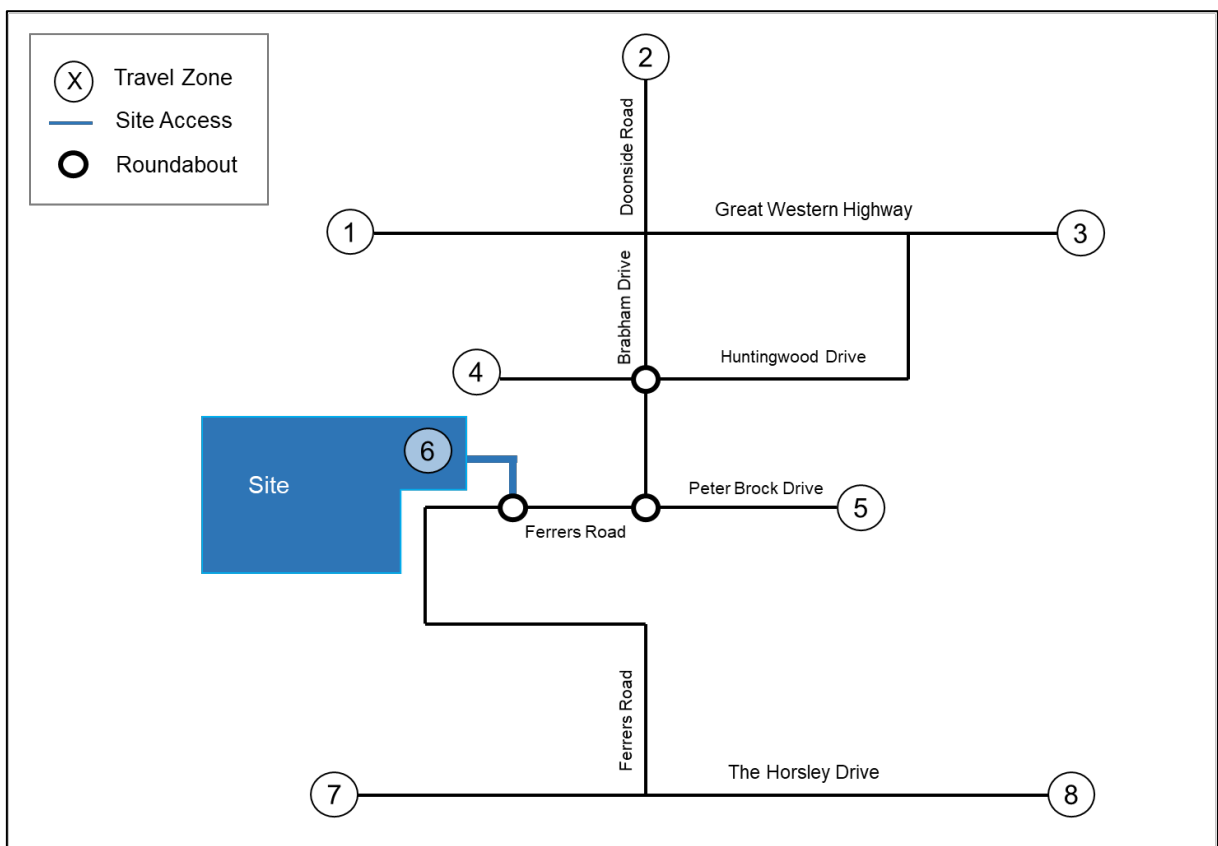 X Travel Zone
Site Access
Roundabout
2
Doonside Road
Great Western Highway
1
3
Brabham Drive
Huntingwood Drive
4
6
Site
Peter Brock Drive
5
Ferrers Road
Ferrers Road
The Horsley Drive
7
8